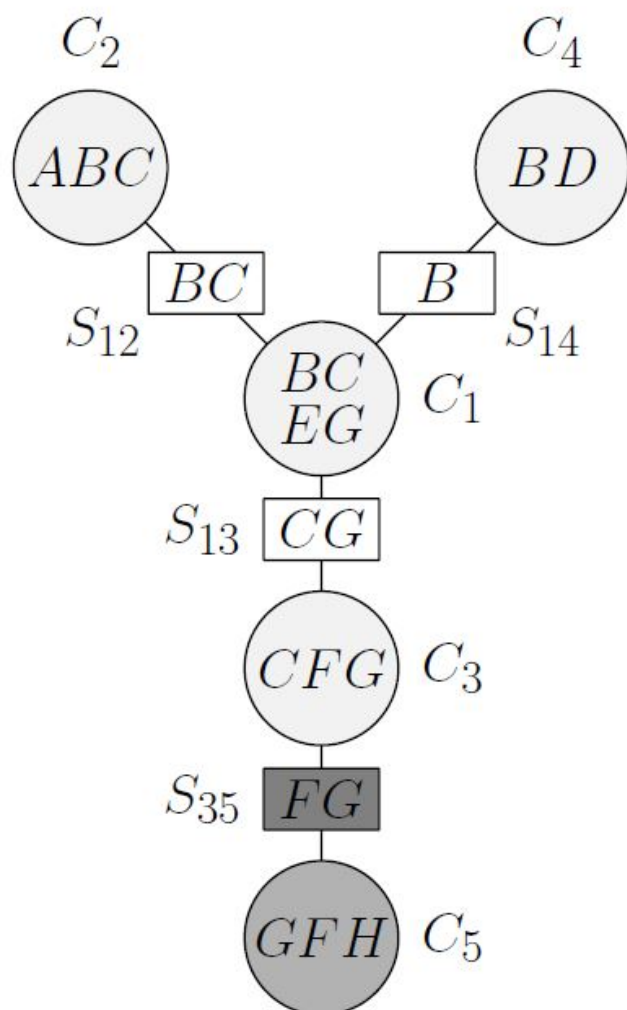 C₂
C₄
ABC
BD
BC
B
S₁₂
S₁₄
BC
EG
C₁
S₁₃
CG
CFG
C₃
S₃₅
FG
GFH
C₅